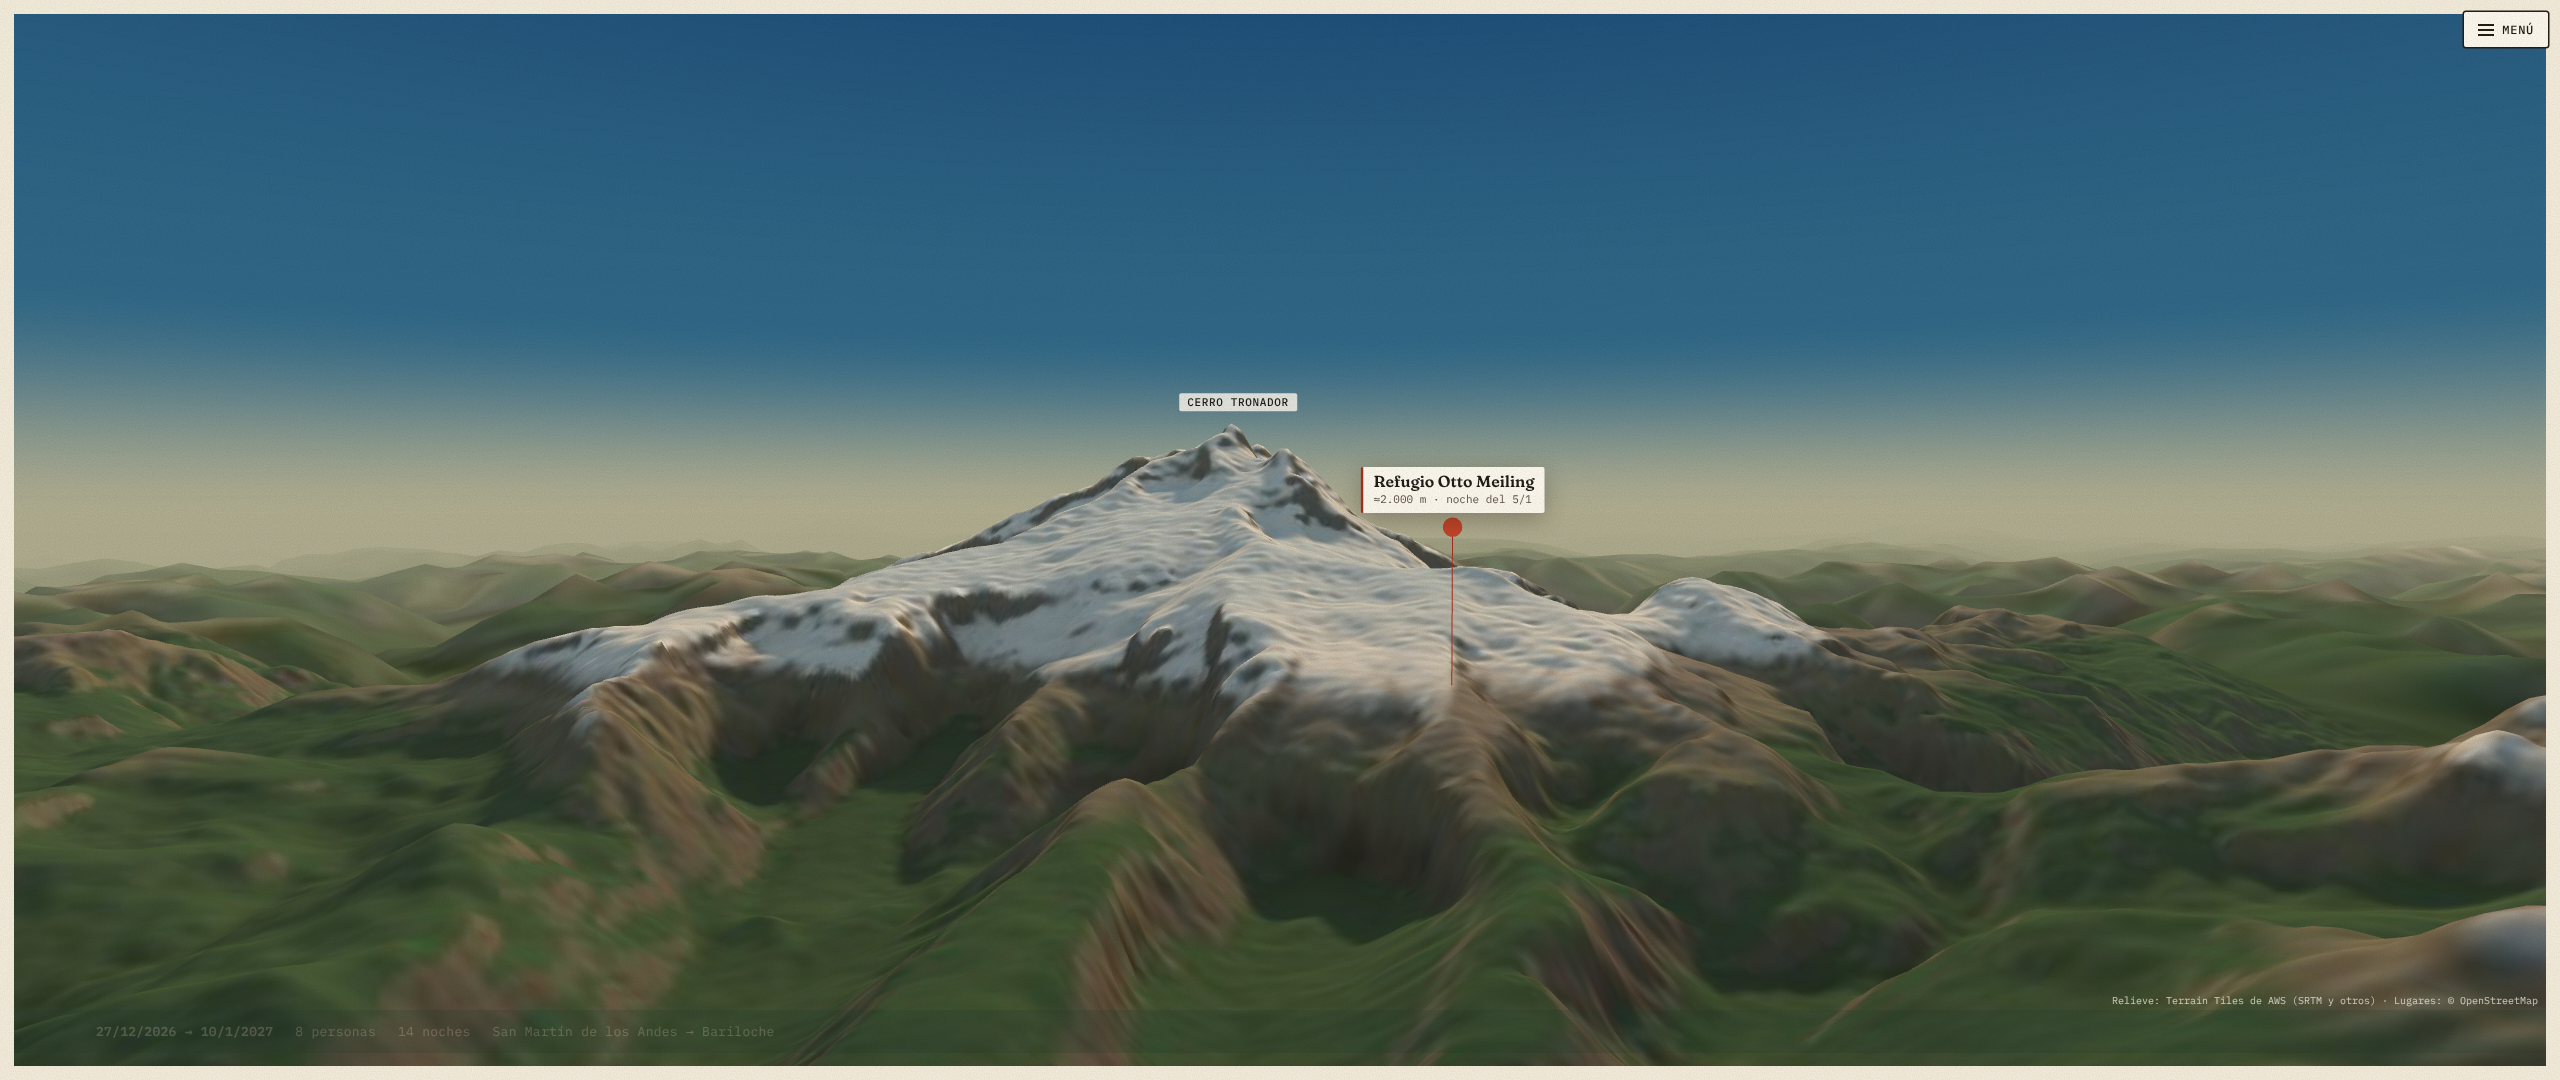 MENÚ
CERRO TRONADOR
Refugio Otto Meiling
≈2.000 m · noche del 5/1
Relieve: Terrain Tiles de AWS (SRTM y otros) · Lugares: © OpenStreetMap
27/12/2026 → 10/1/2027 8 personas 14 noches San Martín de los Andes → Bariloche